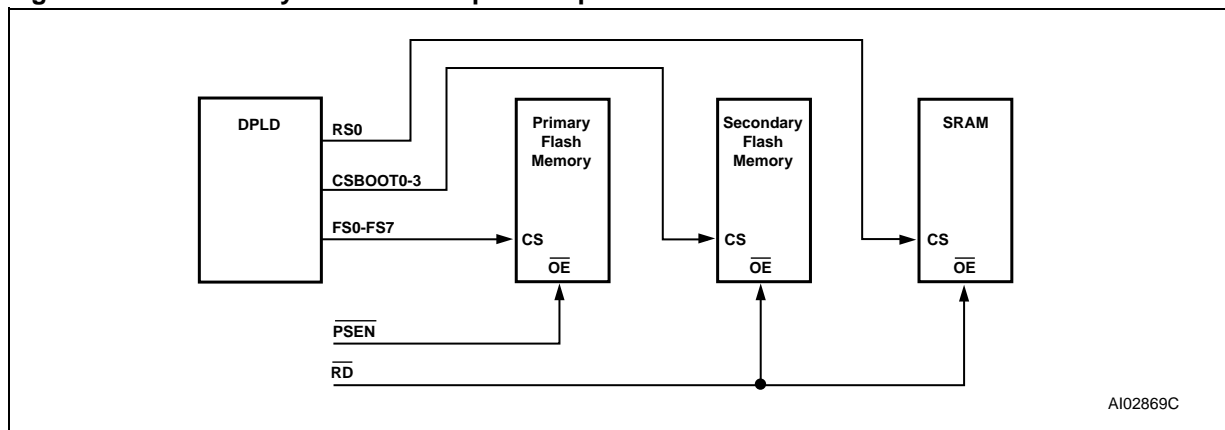 DPLD
RS0
CSBOOT0-3
FS0-FS7
Primary
Flash
Memory
CS
OE
Secondary
Flash
Memory
CS
OE
SRAM
CS
OE
PSEN
RD
AI02869C